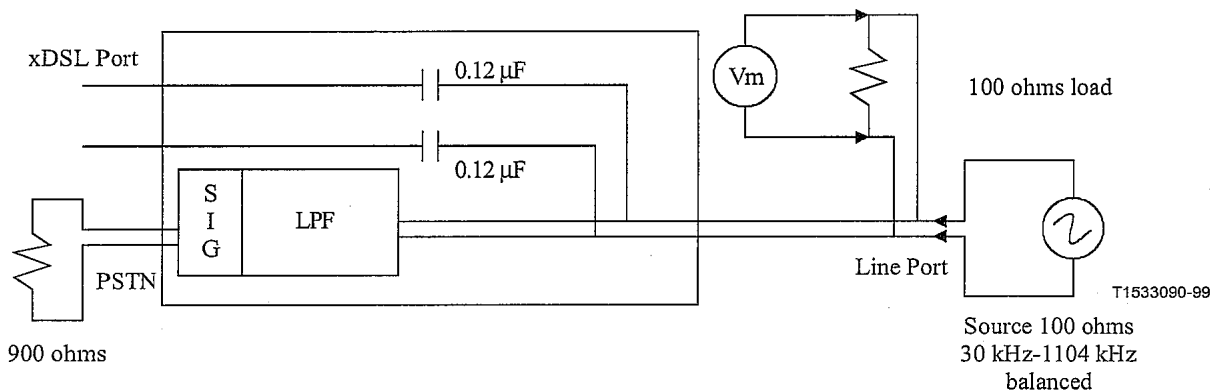 xDSL Port
0.12 µF
0.12 µF
Vm
100 ohms load
S
I
G
LPF
PSTN
Line Port
T1533090-99
900 ohms
Source 100 ohms
30 kHz-1104 kHz
balanced